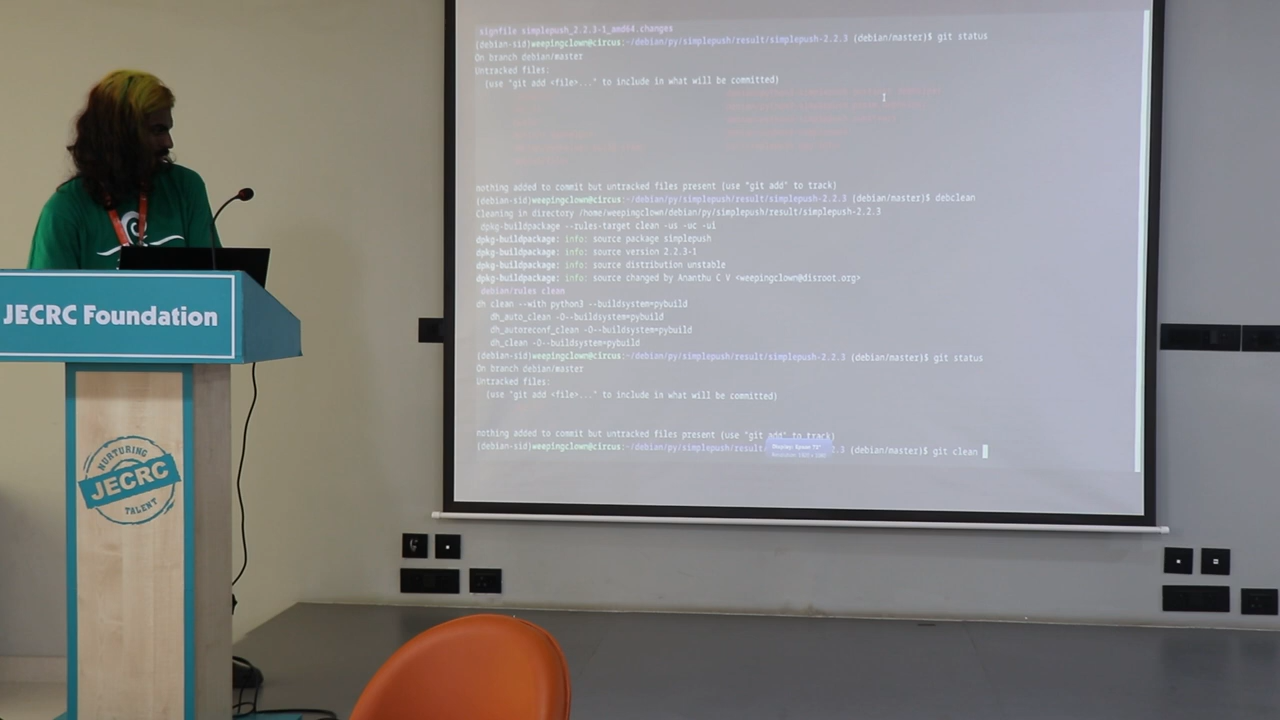 signfile simplepush_2.2.3-1_amd64.changes
(debian-sid)weepingclown@circus:~/debian/py/simplepush/result/simplepush-2.2.3 (debian/master)$ git status
On branch debian/master
Untracked files:
(use "git add <file>..." to include in what will be committed)
nothing added to commit but untracked files present (use "git add" to track)
(debian-sid)weepingclown@circus:~/debian/py/simplepush/result/simplepush-2.2.3 (debian/master)$ debclean
Cleaning in directory /home/weepingclown/debian/py/simplepush/result/simplepush-2.2.3
dpkg-buildpackage --rules-target clean -us -uc -ui
dpkg-buildpackage: info: source package simplepush
dpkg-buildpackage: info: source version 2.2.3-1
dpkg-buildpackage: info: source distribution unstable
dpkg-buildpackage: info: source changed by Ananthu C V <weepingclown@disroot.org>
debian/rules clean
dh clean --with python3 --buildsystem=pybuild
dh_auto_clean -O--buildsystem=pybuild
dh_autoreconf_clean -O--buildsystem=pybuild
dh_clean -O--buildsystem=pybuild
(debian-sid)weepingclown@circus:~/debian/py/simplepush/result/simplepush-2.2.3 (debian/master)$ git status
On branch debian/master
Untracked files:
(use "git add <file>..." to include in what will be committed)
nothing added to commit but untracked files present (use "git add" to track)
(debian-sid)weepingclown@circus:~/debian/py/simplepush/result 2.3 (debian/master)$ git clean
JECRC Foundation
NURTURING
JECRC
TALENT